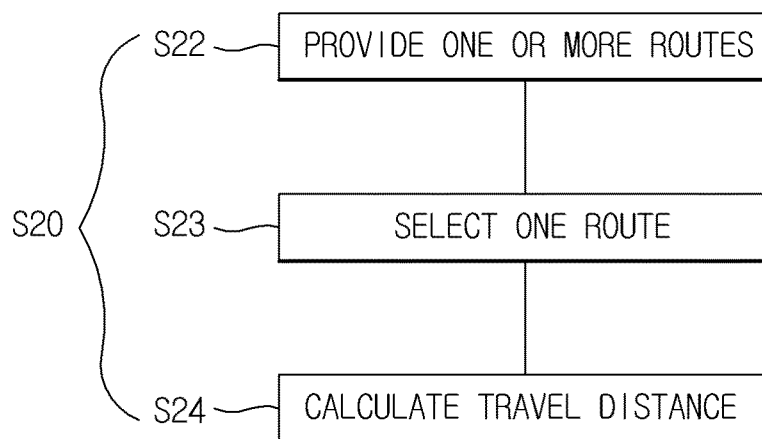 S22 PROVIDE ONE OR MORE ROUTES
S20 S23 SELECT ONE ROUTE
S24 CALCULATE TRAVEL DISTANCE